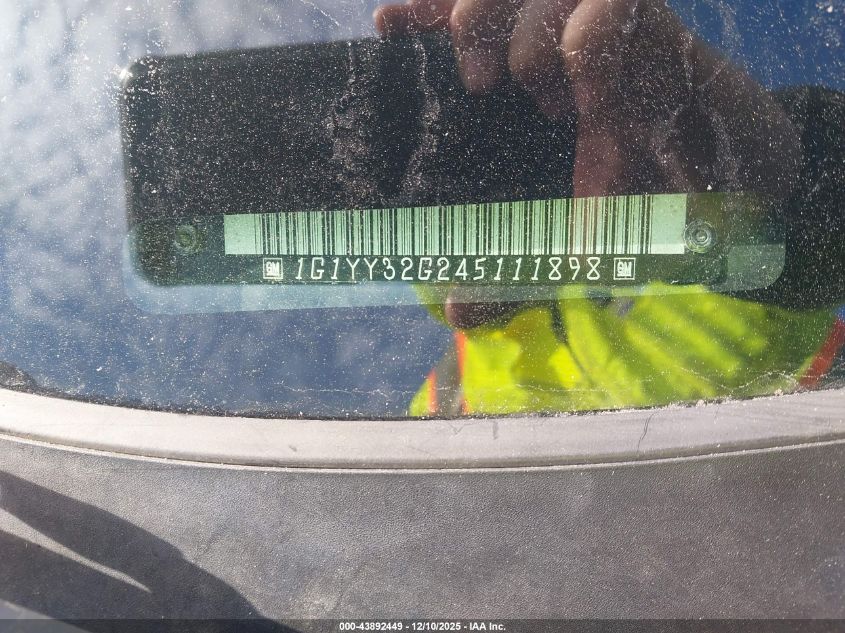 GM 1G1YY32G245111898 GM
000-43892449 - 12/10/2025 - IAA Inc.